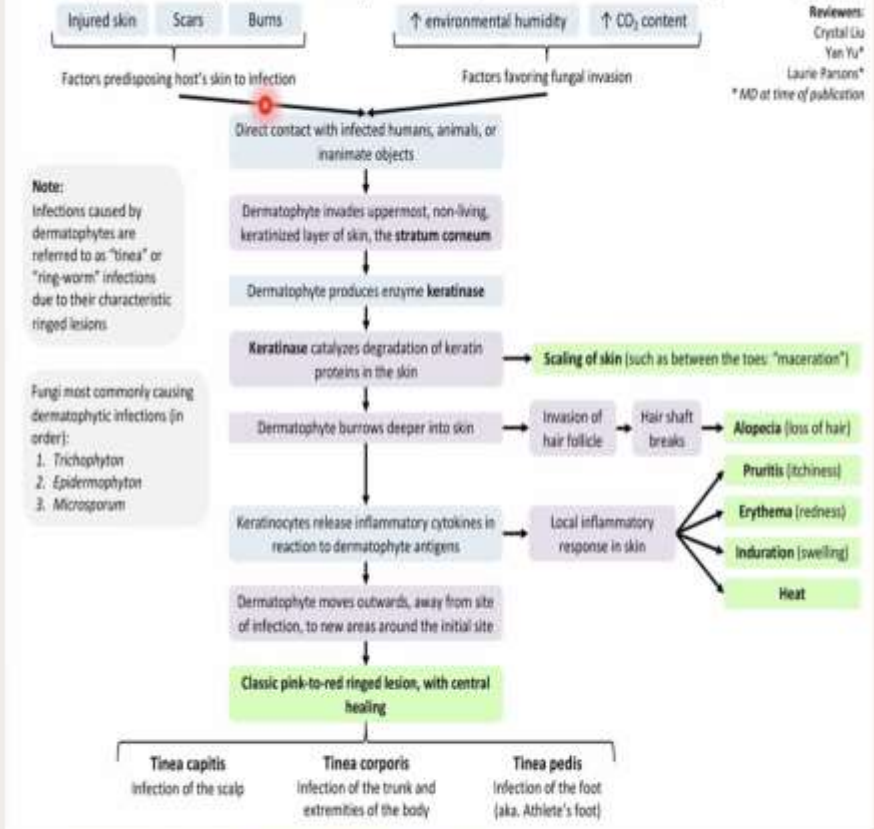 Injured skin
Scars
Burns
↑ environmental humidity
↑ CO₂ content
Reviewers:
Crystal Liu
Yan Yu*
Laurie Parsons*
* MD at time of publication
Factors predisposing host's skin to infection
Factors favoring fungal invasion
Direct contact with infected humans, animals, or
inanimate objects
Note:
Infections caused by
dermatophytes are
referred to as "tinea" or
"ring-worm" infections
due to their characteristic
ringed lesions
Dermatophyte invades uppermost, non-living,
keratinized layer of skin, the stratum corneum
Dermatophyte produces enzyme keratinase
Keratinase catalyzes degradation of keratin
proteins in the skin
Scaling of skin (such as between the toes: "maceration")
Fungi most commonly causing
dermatophytic infections (in
order):
1. Trichophyton
2. Epidermophyton
3. Microsporum
Dermatophyte burrows deeper into skin
Invasion of
hair follicle
Hair shaft
breaks
Alopecia (loss of hair)
Pruritis (itchiness)
Erythema (redness)
Induration (swelling)
Heat
Keratinocytes release inflammatory cytokines in
reaction to dermatophyte antigens
Local inflammatory
response in skin
Dermatophyte moves outwards, away from site
of infection, to new areas around the initial site
Classic pink-to-red ringed lesion, with central
healing
Tinea capitis
Infection of the scalp
Tinea corporis
Infection of the trunk and
extremities of the body
Tinea pedis
Infection of the foot
(aka. Athlete's foot)